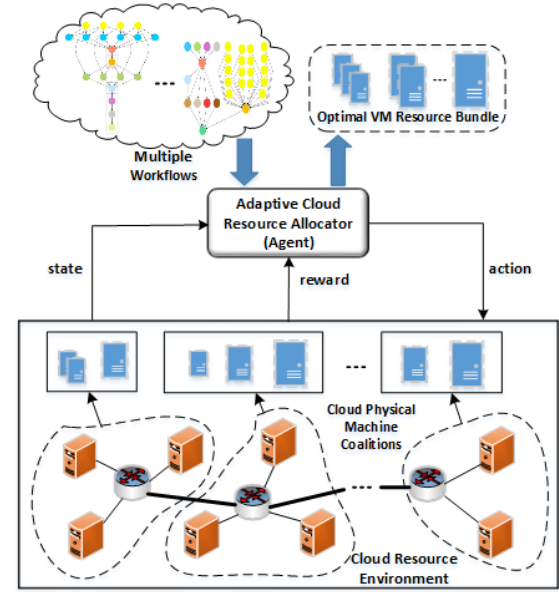 Optimal VM Resource Bundle
Multiple
Workflows
Adaptive Cloud
Resource Allocator
(Agent)
state
reward
action
Cloud Physical
Machine
Coalitions
Cloud Resource
Environment